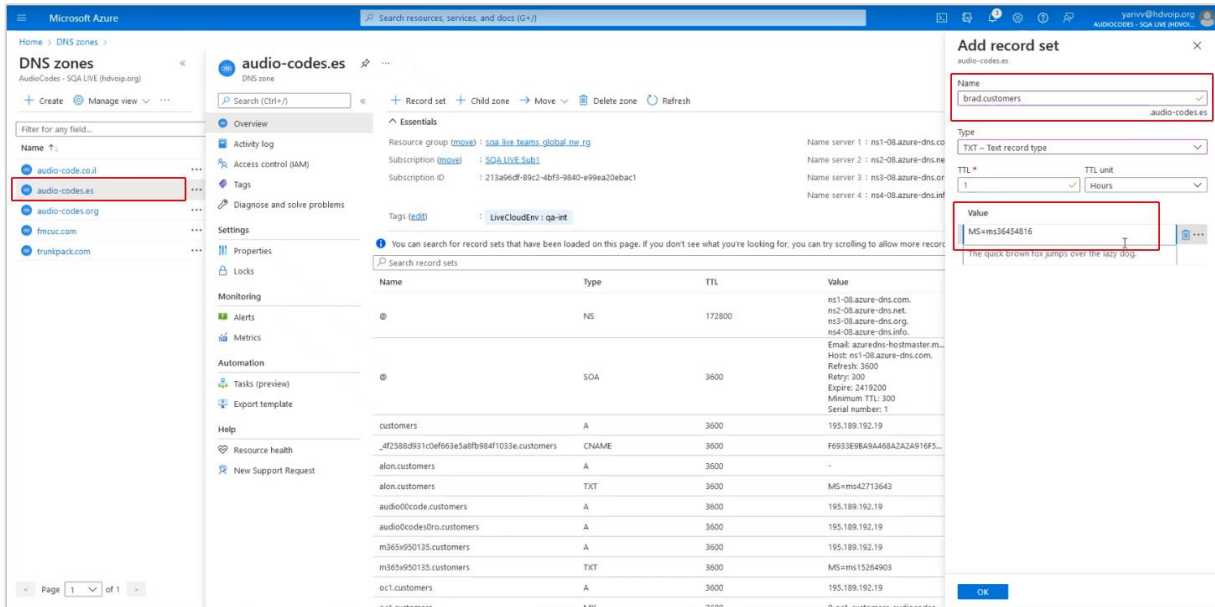 Microsoft Azure
Search resources, services, and docs (G+/)
yarivv@hdvoip.org
AUDIOCODES - SQA LIVE (HDVOI...
Home > DNS zones >
DNS zones
AudioCodes - SQA LIVE (hdvoip.org)
+ Create Manage view ...
Filter for any field...
Name ↑↓
audio-code.co.il ...
audio-codes.es ...
audio-codes.org ...
fmcuc.com ...
trunkpack.com ...
< Page 1 of 1 >
audio-codes.es ...
DNS zone
Search (Ctrl+/)
Overview
Activity log
Access control (IAM)
Tags
Diagnose and solve problems
Settings
Properties
Locks
Monitoring
Alerts
Metrics
Automation
Tasks (preview)
Export template
Help
Resource health
New Support Request
+ Record set + Child zone → Move Delete zone Refresh
Essentials
Resource group (move) : sqa_live_teams_global_nw_rg
Name server 1 : ns1-08.azure-dns.co
Subscription (move) : SQA LIVE Sub1
Name server 2 : ns2-08.azure-dns.ne
Subscription ID : 213a96df-89c2-4bf3-9840-e99ea20ebac1
Name server 3 : ns3-08.azure-dns.or
Name server 4 : ns4-08.azure-dns.inf
Tags (edit) : LiveCloudEnv : qa-int
You can search for record sets that have been loaded on this page. If you don't see what you're looking for, you can try scrolling to allow more recor
Search record sets
Name Type TTL Value
@ NS 172800 ns1-08.azure-dns.com.
ns2-08.azure-dns.net.
ns3-08.azure-dns.org.
ns4-08.azure-dns.info.
@ SOA 3600 Email: azuredns-hostmaster.m...
Host: ns1-08.azure-dns.com.
Refresh: 3600
Retry: 300
Expire: 2419200
Minimum TTL: 300
Serial number: 1
customers A 3600 195.189.192.19
_4f2588d931c0ef663e5a8fb984f1033e.customers CNAME 3600 F6933E9BA9A468A2A2A916F5...
alon.customers A 3600 -
alon.customers TXT 3600 MS=ms42713643
audio00code.customers A 3600 195.189.192.19
audio0codes0ro.customers A 3600 195.189.192.19
m365x950135.customers A 3600 195.189.192.19
m365x950135.customers TXT 3600 MS=ms15264903
oc1.customers A 3600 195.189.192.19
Add record set
audio-codes.es
Name
brad.customers
.audio-codes.es
Type
TXT – Text record type
TTL * TTL unit
1 Hours
Value
MS=ms36454816 ...
The quick brown fox jumps over the lazy dog.
OK